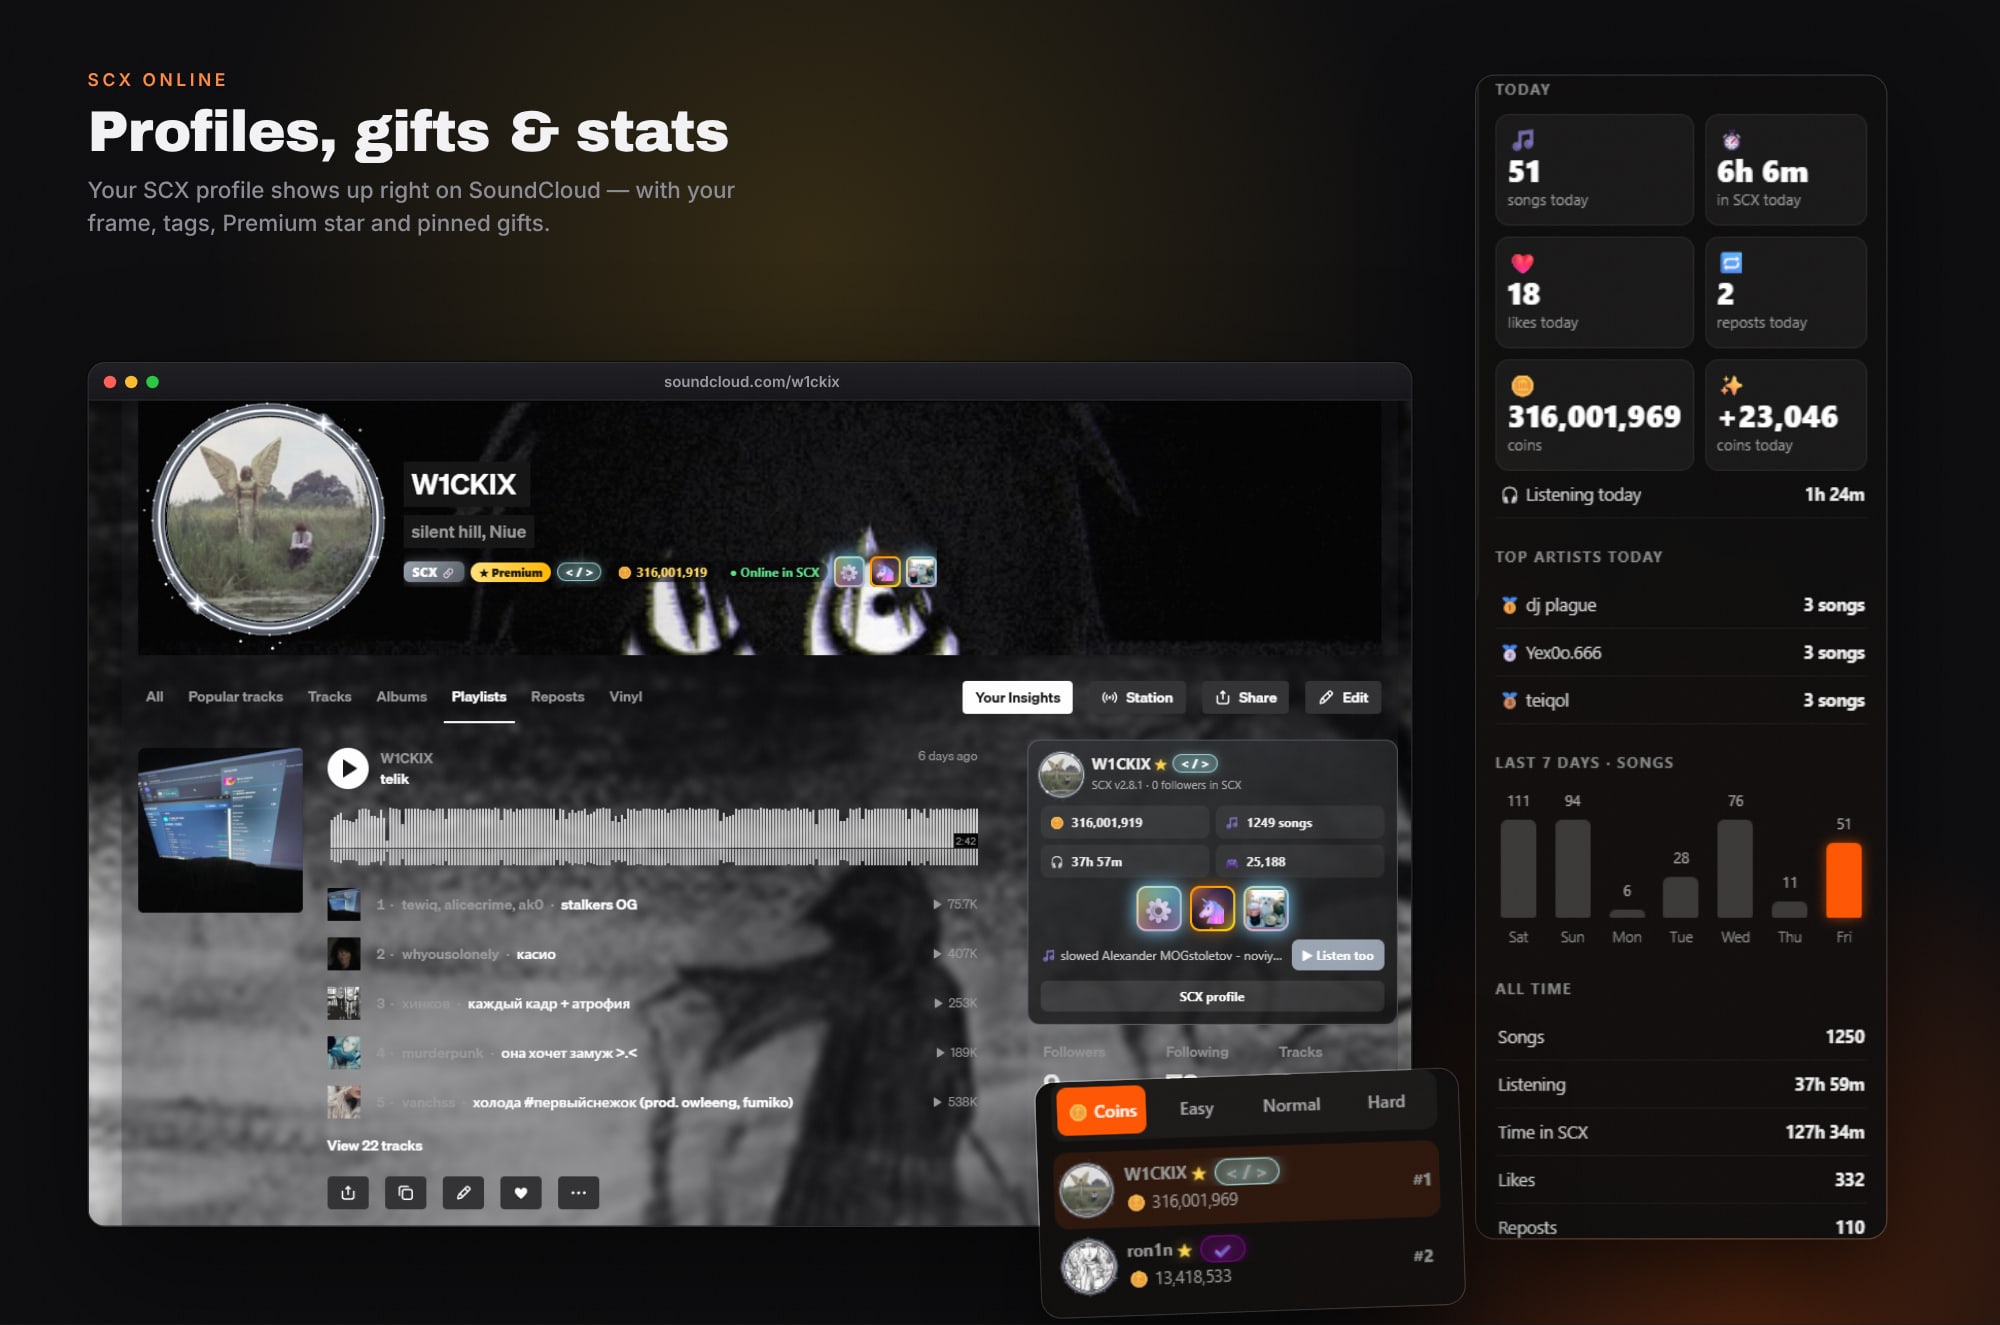 SCX ONLINE
Profiles, gifts & stats
Your SCX profile shows up right on SoundCloud — with your
frame, tags, Premium star and pinned gifts.
soundcloud.com/w1ckix
W1CKIX
silent hill, Niue
SCX ★ Premium </> 316,001,919 • Online in SCX
All Popular tracks Tracks Albums Playlists Reposts Vinyl
Your Insights Station Share Edit
W1CKIX
telik
6 days ago
2:42
1 · tewiq, alicecrime, ak0 · stalkers OG 75.7K
2 · whyousolonely · касио 407K
3 · хинков · каждый кадр + атрофия 253K
4 · murderpunk · она хочет замуж >.< 189K
5 · vanchss · холода #первыйснежок (prod. owleeng, fumiko) 538K
View 22 tracks
W1CKIX </>
SCX v2.8.1 · 0 followers in SCX
316,001,919 1249 songs
37h 57m 25,188
slowed Alexander MOGstoletov - noviy... Listen too
SCX profile
Followers Following Tracks
Coins Easy Normal Hard
W1CKIX </> #1
316,001,969
ron1n #2
13,418,533
TODAY
51
songs today
6h 6m
in SCX today
18
likes today
2
reposts today
316,001,969
coins
+23,046
coins today
Listening today 1h 24m
TOP ARTISTS TODAY
dj plague 3 songs
Yex0o.666 3 songs
teiqol 3 songs
LAST 7 DAYS · SONGS
111 94 6 28 76 11 51
Sat Sun Mon Tue Wed Thu Fri
ALL TIME
Songs 1250
Listening 37h 59m
Time in SCX 127h 34m
Likes 332
Reposts 110